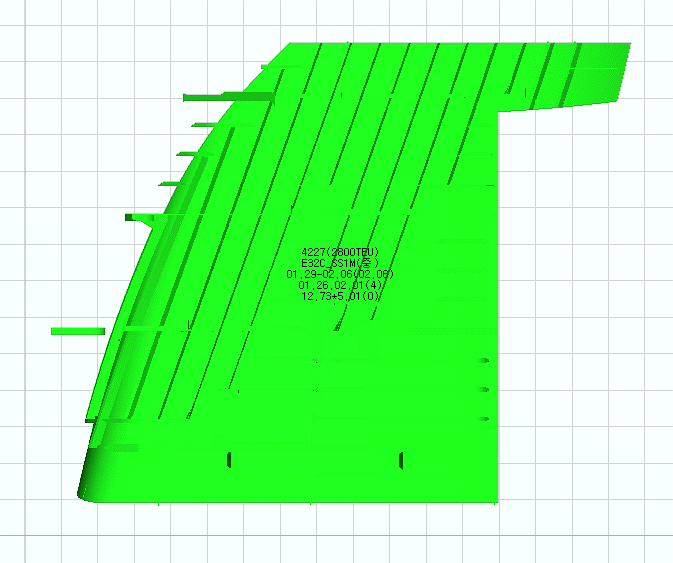 4227(2800TEU)
E32C_SS1M(중)
01,29-02,06(02,08)
01,26,02,01(4)
12,73+5,01(0)